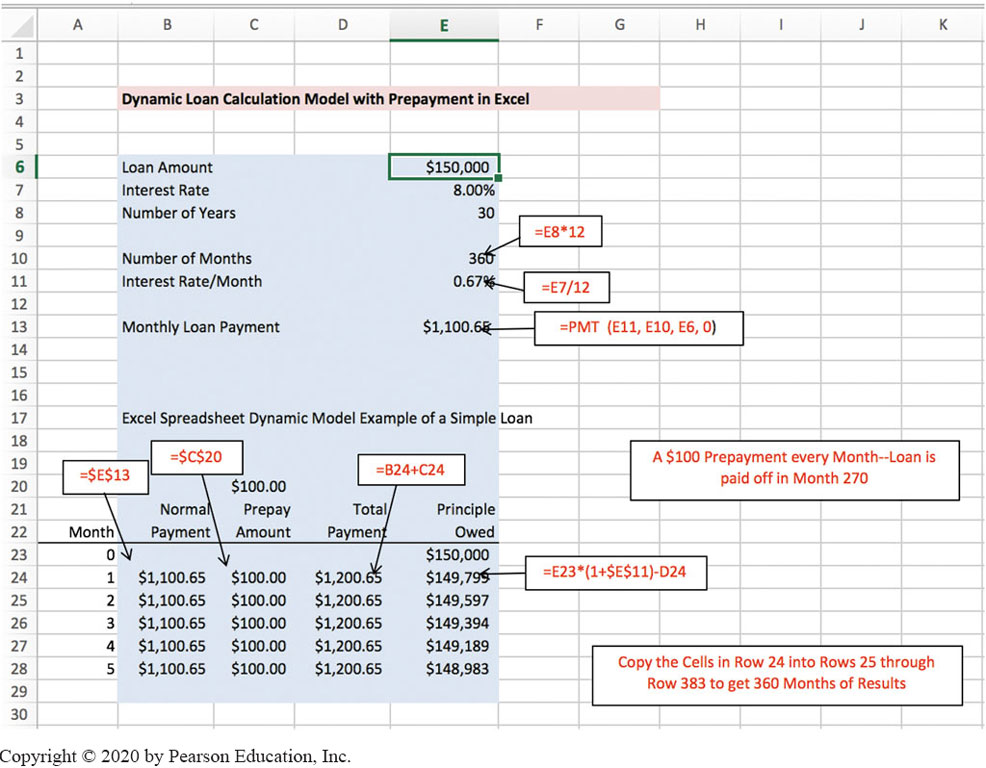 A B C D E F G H I J K
1
2
3 Dynamic Loan Calculation Model with Prepayment in Excel
4
5
6 Loan Amount $150,000
7 Interest Rate 8.00%
8 Number of Years 30
9 =E8*12
10 Number of Months 360
11 Interest Rate/Month 0.67%
=E7/12
12
13 Monthly Loan Payment $1,100.65 =PMT (E11, E10, E6, 0)
14
15
16
17 Excel Spreadsheet Dynamic Model Example of a Simple Loan
18
=$C$20
A $100 Prepayment every Month--Loan is
paid off in Month 270
19 =$E$13 =B24+C24
20 $100.00
21 Normal Prepay Total Principle
22 Month Payment Amount Payment Owed
23 0 $150,000
=E23*(1+$E$11)-D24
24 1 $1,100.65 $100.00 $1,200.65 $149,799
25 2 $1,100.65 $100.00 $1,200.65 $149,597
26 3 $1,100.65 $100.00 $1,200.65 $149,394
27 4 $1,100.65 $100.00 $1,200.65 $149,189
28 5 $1,100.65 $100.00 $1,200.65 $148,983
Copy the Cells in Row 24 into Rows 25 through
Row 383 to get 360 Months of Results
29
30
Copyright © 2020 by Pearson Education, Inc.